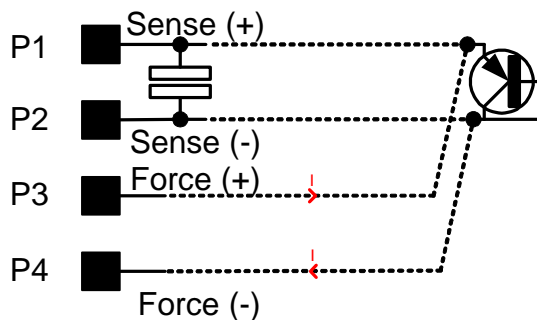 Sense (+)
P1
P2
Sense (-)
Force (+)
P3
I
I
P4
Force (-)